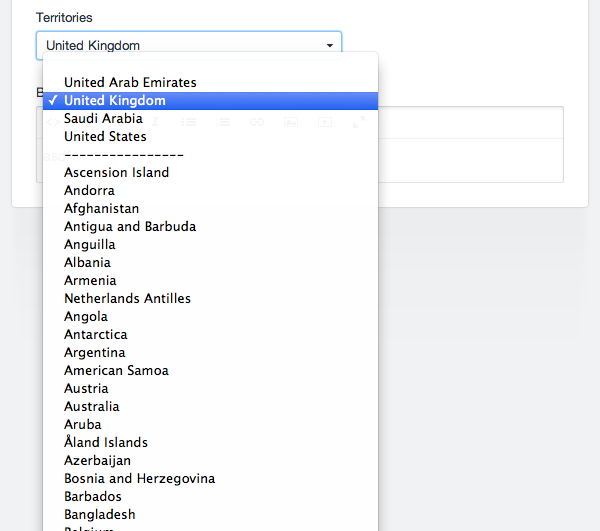 Territories
United Kingdom
United Arab Emirates
✓ United Kingdom
Saudi Arabia
United States
----------------
Ascension Island
Andorra
Afghanistan
Antigua and Barbuda
Anguilla
Albania
Armenia
Netherlands Antilles
Angola
Antarctica
Argentina
American Samoa
Austria
Australia
Aruba
Åland Islands
Azerbaijan
Bosnia and Herzegovina
Barbados
Bangladesh
Belgium